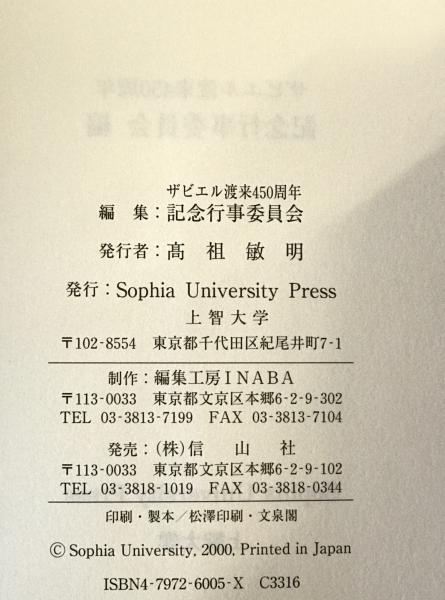 ザビエル渡来450周年
編 集：記念行事委員会
発行者：髙 祖 敏 明
発行：Sophia University Press
上 智 大 学
〒102-8554 東京都千代田区紀尾井町7-1
制作：編集工房INABA
〒113-0033 東京都文京区本郷6-2-9-302
TEL 03-3813-7199 FAX 03-3813-7104
発売：(株)信 山 社
〒113-0033 東京都文京区本郷6-2-9-102
TEL 03-3818-1019 FAX 03-3818-0344
印刷・製本／松澤印刷・文泉閣
© Sophia University, 2000, Printed in Japan
ISBN4-7972-6005-X C3316